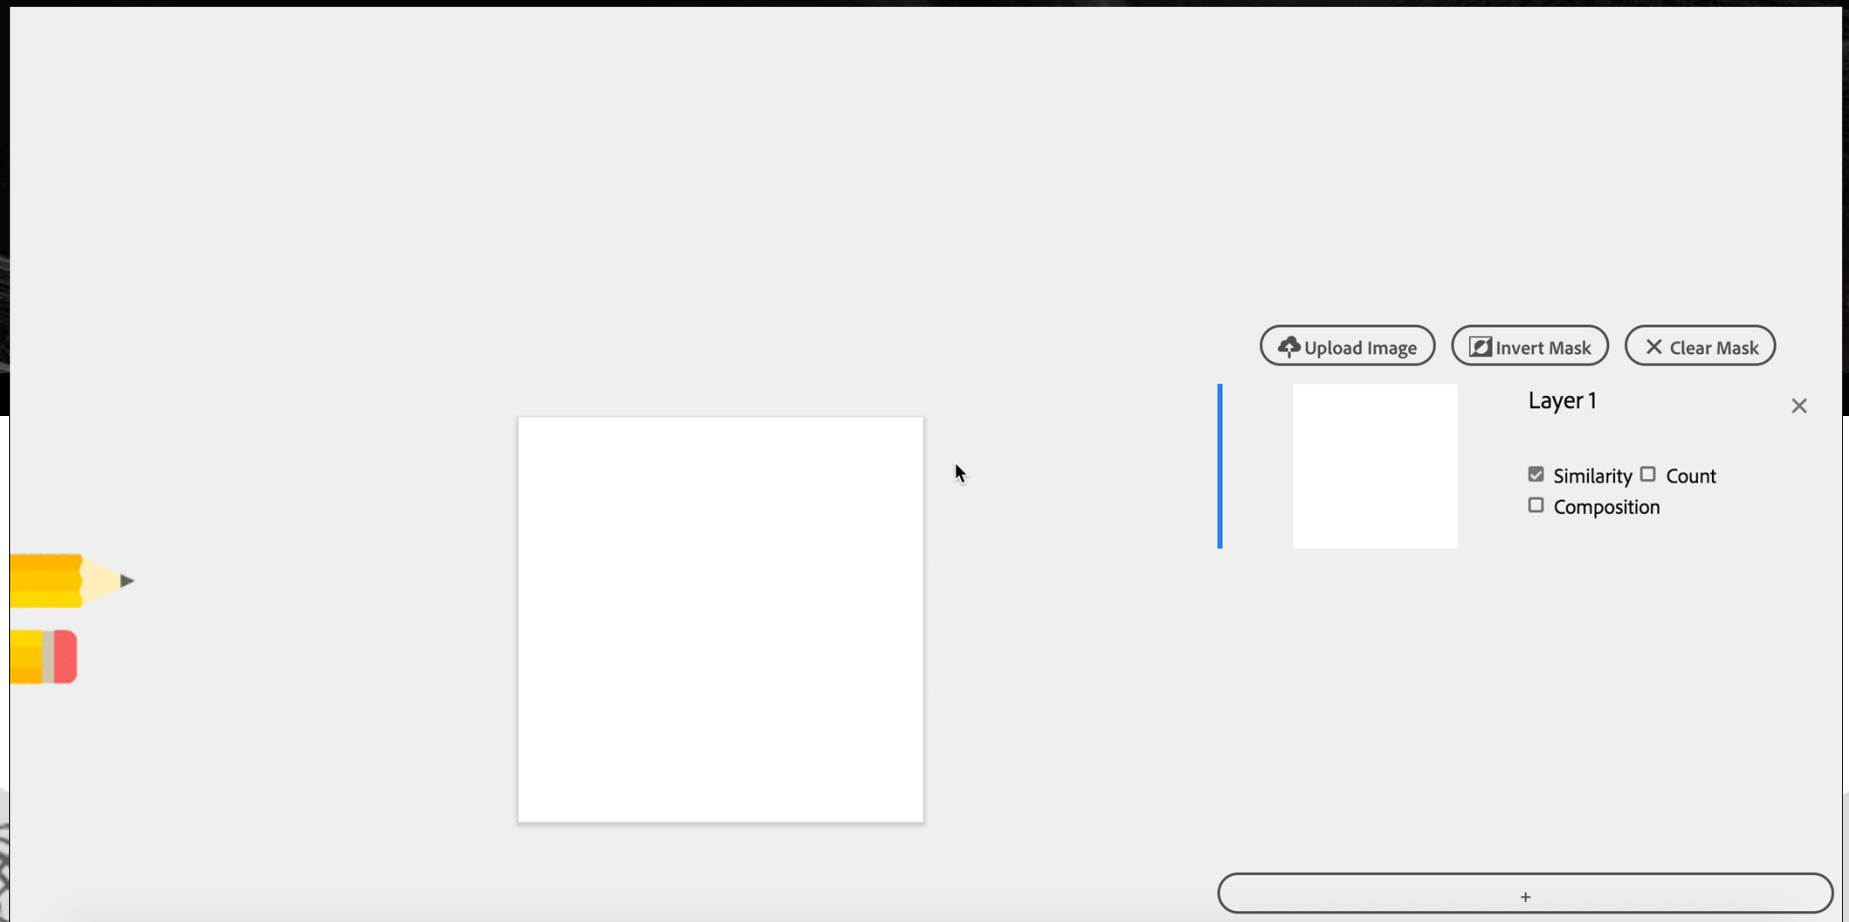 Upload Image Invert Mask Clear Mask
Layer 1
Similarity Count
Composition
+